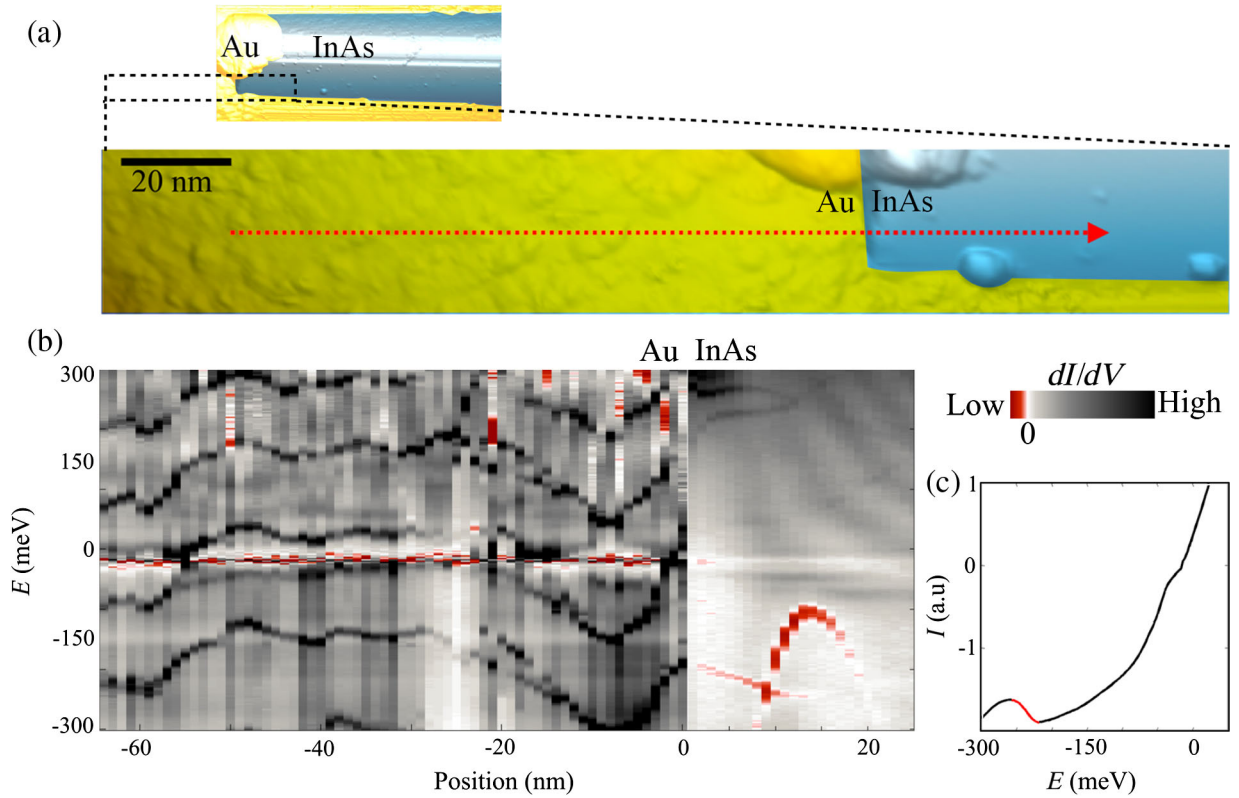 (a)
Au InAs
20 nm
Au InAs
(b)
Au InAs
dI/dV
Low High
0
300
150
0
-150
-300
E (meV)
-60 -40 -20 0 20
Position (nm)
(c)
1
0
-1
I (a.u)
-300 -150 0
E (meV)